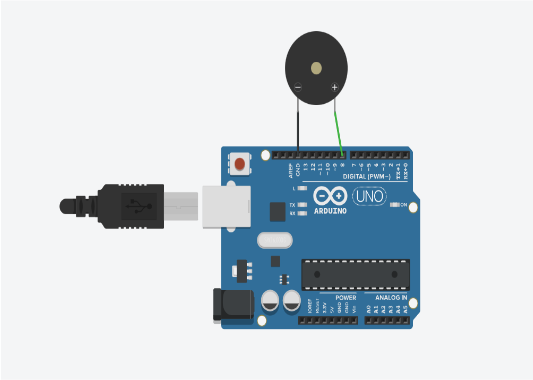 − +
AREF
GND
13
12
~11
~10
~9
8
7
~6
~5
4
~3
2
TX→1
RX←0
DIGITAL (PWM~)
L
TX
RX
ARDUINO
UNO
ON
POWER
ANALOG IN
IOREF
RESET
3.3V
5V
GND
GND
Vin
A0
A1
A2
A3
A4
A5